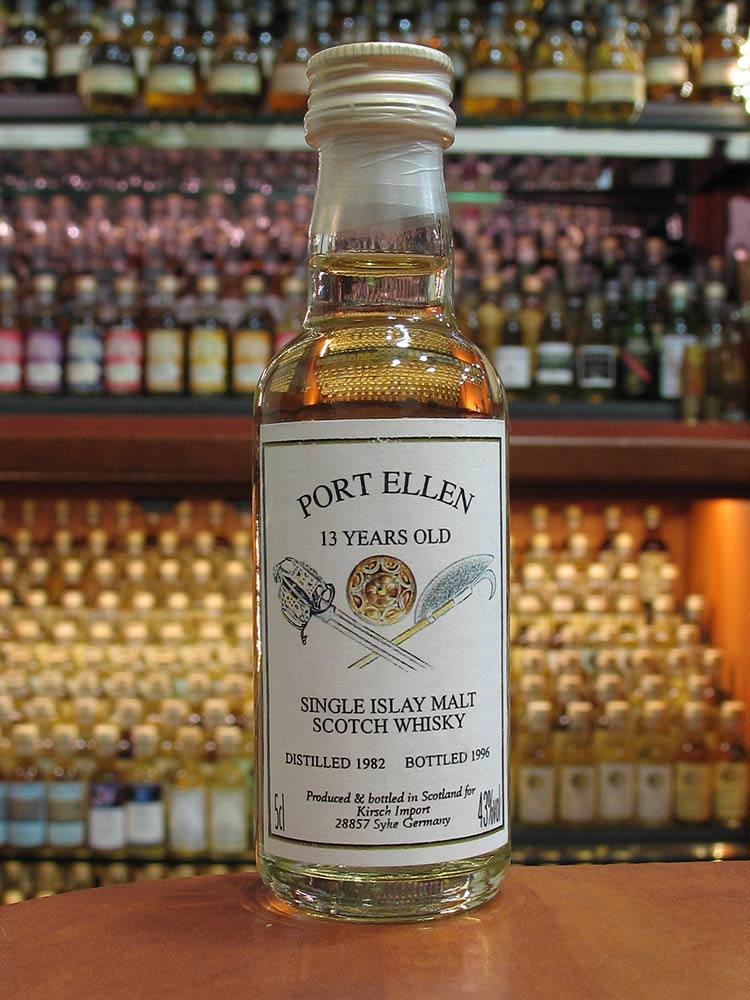 PORT ELLEN
13 YEARS OLD
SINGLE ISLAY MALT
SCOTCH WHISKY
DISTILLED 1982 BOTTLED 1996
Produced & bottled in Scotland for
Kirsch Import
28857 Syke Germany
5cl
43%vol